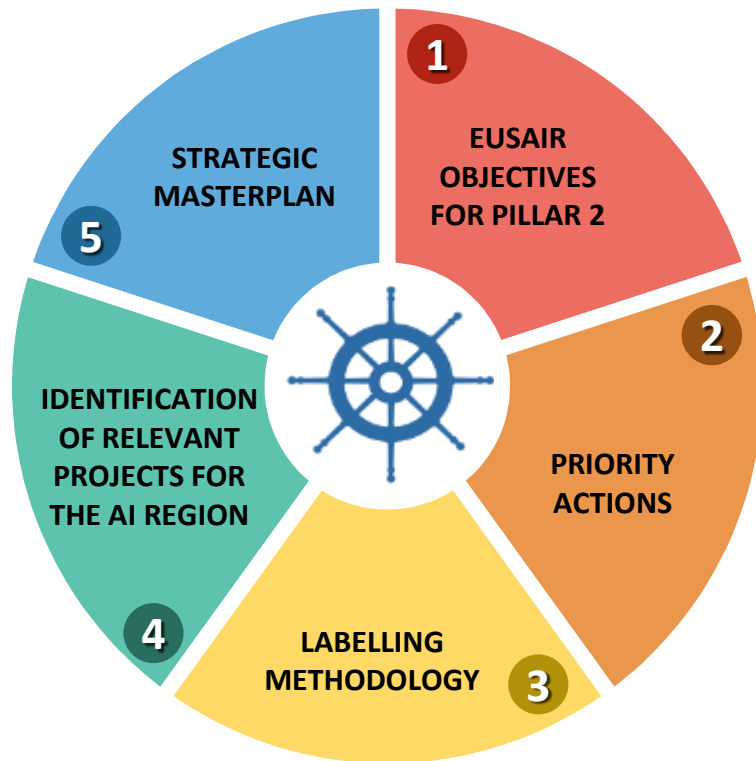 1
EUSAIR
OBJECTIVES
FOR PILLAR 2
2
PRIORITY
ACTIONS
3
LABELLING
METHODOLOGY
4
IDENTIFICATION
OF RELEVANT
PROJECTS FOR
THE AI REGION
5
STRATEGIC
MASTERPLAN